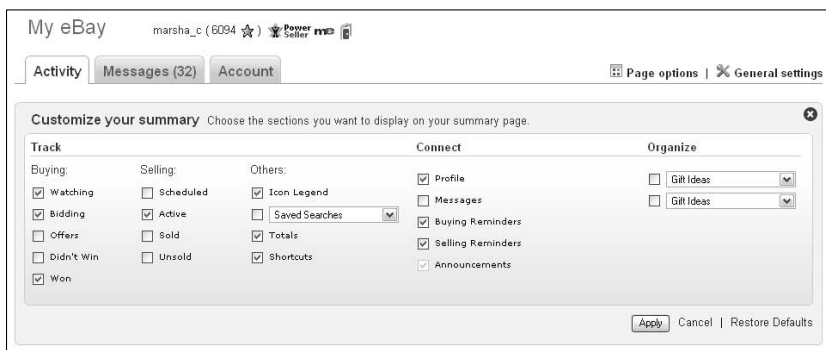 My eBay marsha_c ( 6094 ) Power Seller me
Activity Messages (32) Account Page options | General settings
Customize your summary Choose the sections you want to display on your summary page.
Track Connect Organize
Buying: Selling: Others:
Watching Scheduled Icon Legend Profile Gift Ideas
Bidding Active Saved Searches Messages Gift Ideas
Offers Sold Totals Buying Reminders
Didn't Win Unsold Shortcuts Selling Reminders
Won Announcements
Apply Cancel | Restore Defaults